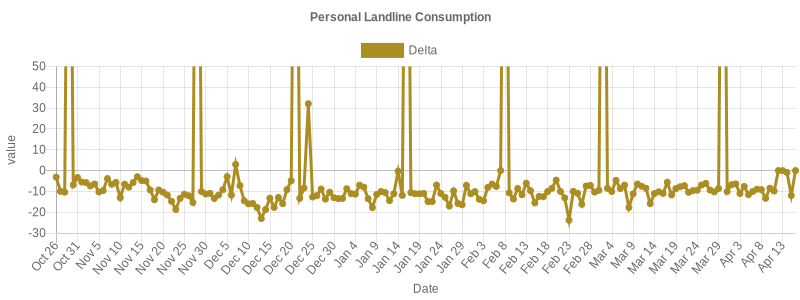 Personal Landline Consumption
Delta
value
50
40
30
20
10
0
-10
-20
-30
Oct 26
Oct 31
Nov 5
Nov 10
Nov 15
Nov 20
Nov 25
Nov 30
Dec 5
Dec 10
Dec 15
Dec 20
Dec 25
Dec 30
Jan 4
Jan 9
Jan 14
Jan 19
Jan 24
Jan 29
Feb 3
Feb 8
Feb 13
Feb 18
Feb 23
Feb 28
Mar 4
Mar 9
Mar 14
Mar 19
Mar 24
Mar 29
Apr 3
Apr 8
Apr 13
Date